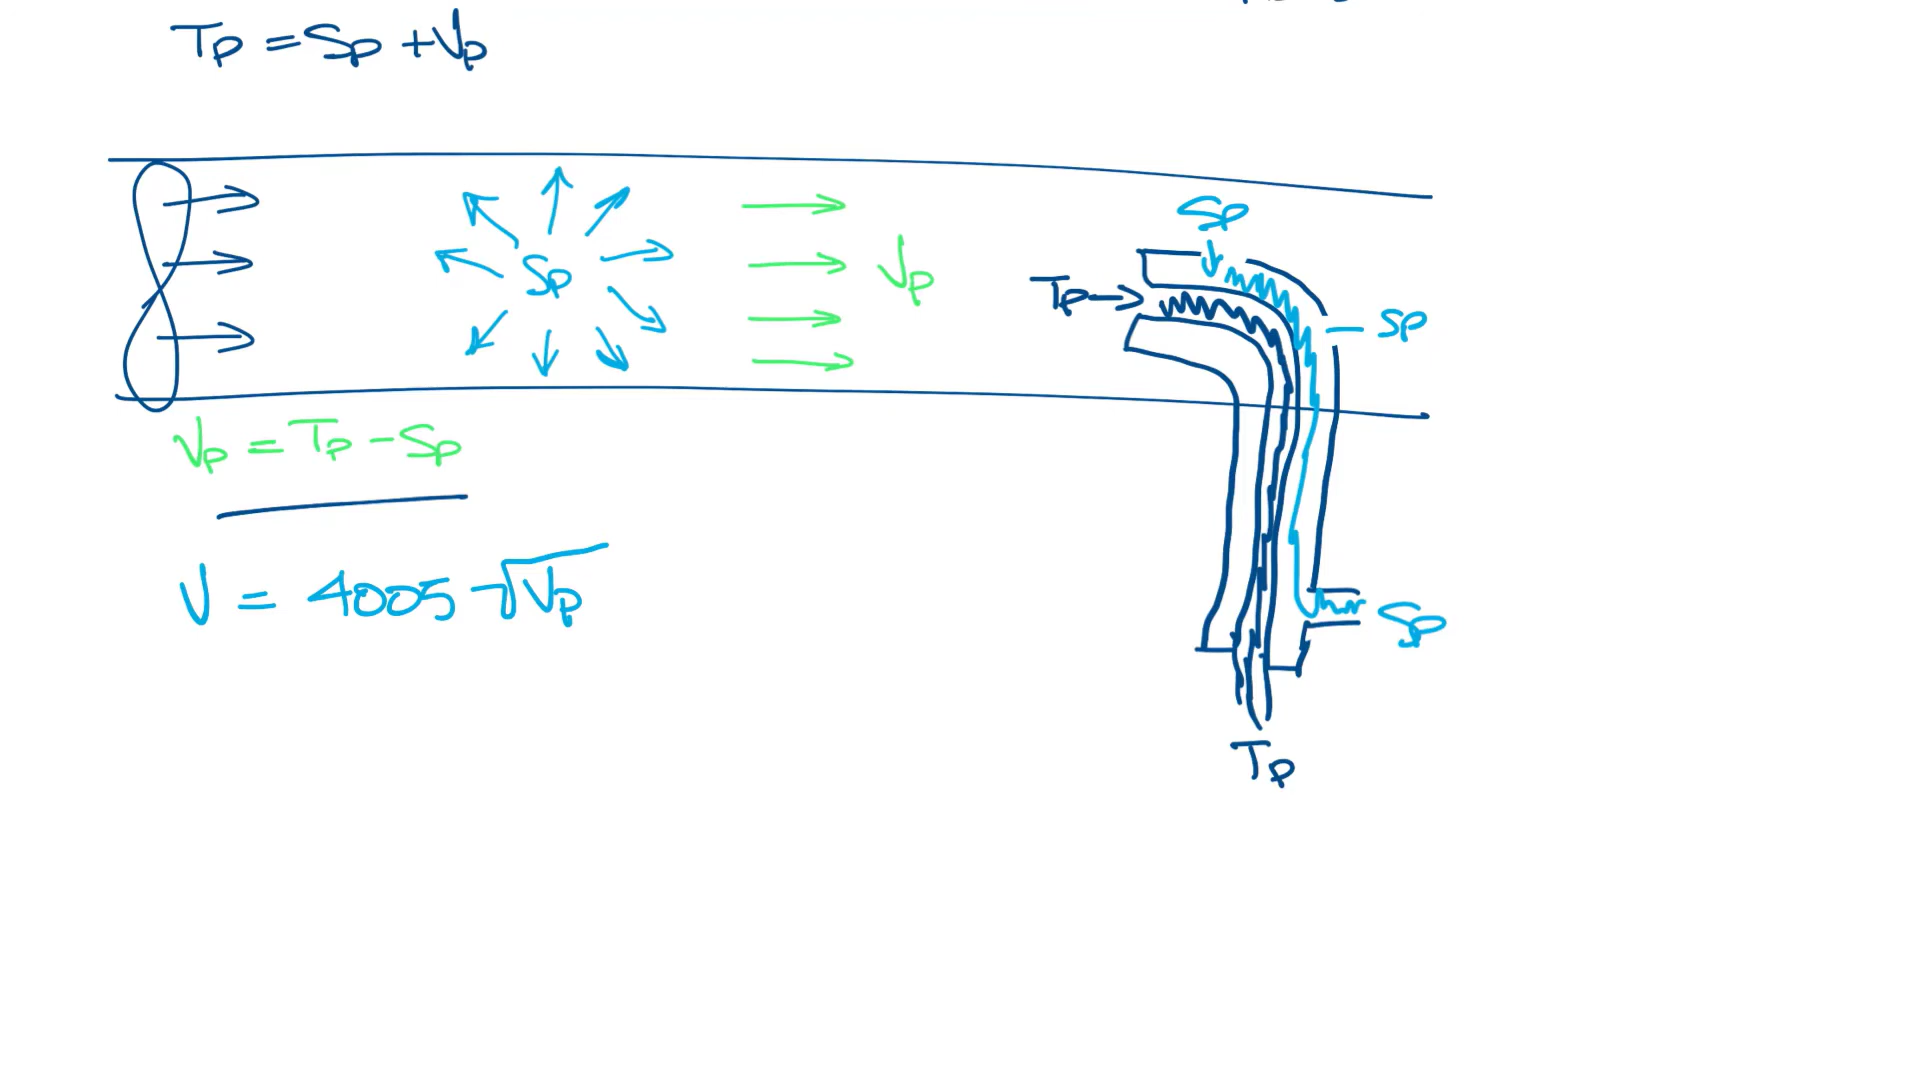 Tp = Sp + Vp
Sp
Sp
Vp
Tp
Sp
Vp = Tp - Sp
V = 4005 √Vp
Sp
Tp